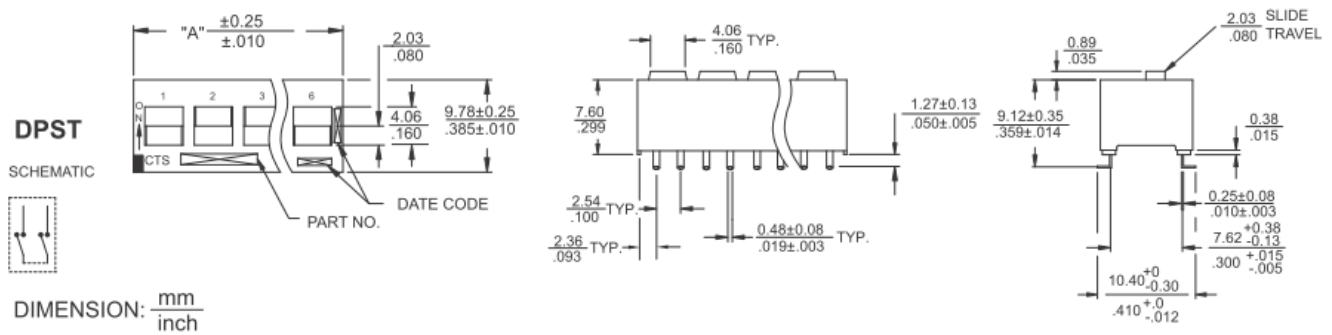 DPST
SCHEMATIC
DIMENSION: mm
inch
"A" ±0.25
±.010
2.03
.080
1 2 3 6
O
N
CTS
4.06
.160
9.78±0.25
.385±.010
DATE CODE
PART NO.
4.06 TYP.
.160
7.60
.299
1.27±0.13
.050±.005
2.54 TYP.
.100
0.48±0.08 TYP.
.019±.003
2.36 TYP.
.093
2.03 SLIDE
.080 TRAVEL
0.89
.035
9.12±0.35
.359±.014
0.38
.015
0.25±0.08
.010±.003
7.62 +0.38
-0.13
.300 +.015
-.005
10.40 +0
-0.30
.410 +.0
-.012